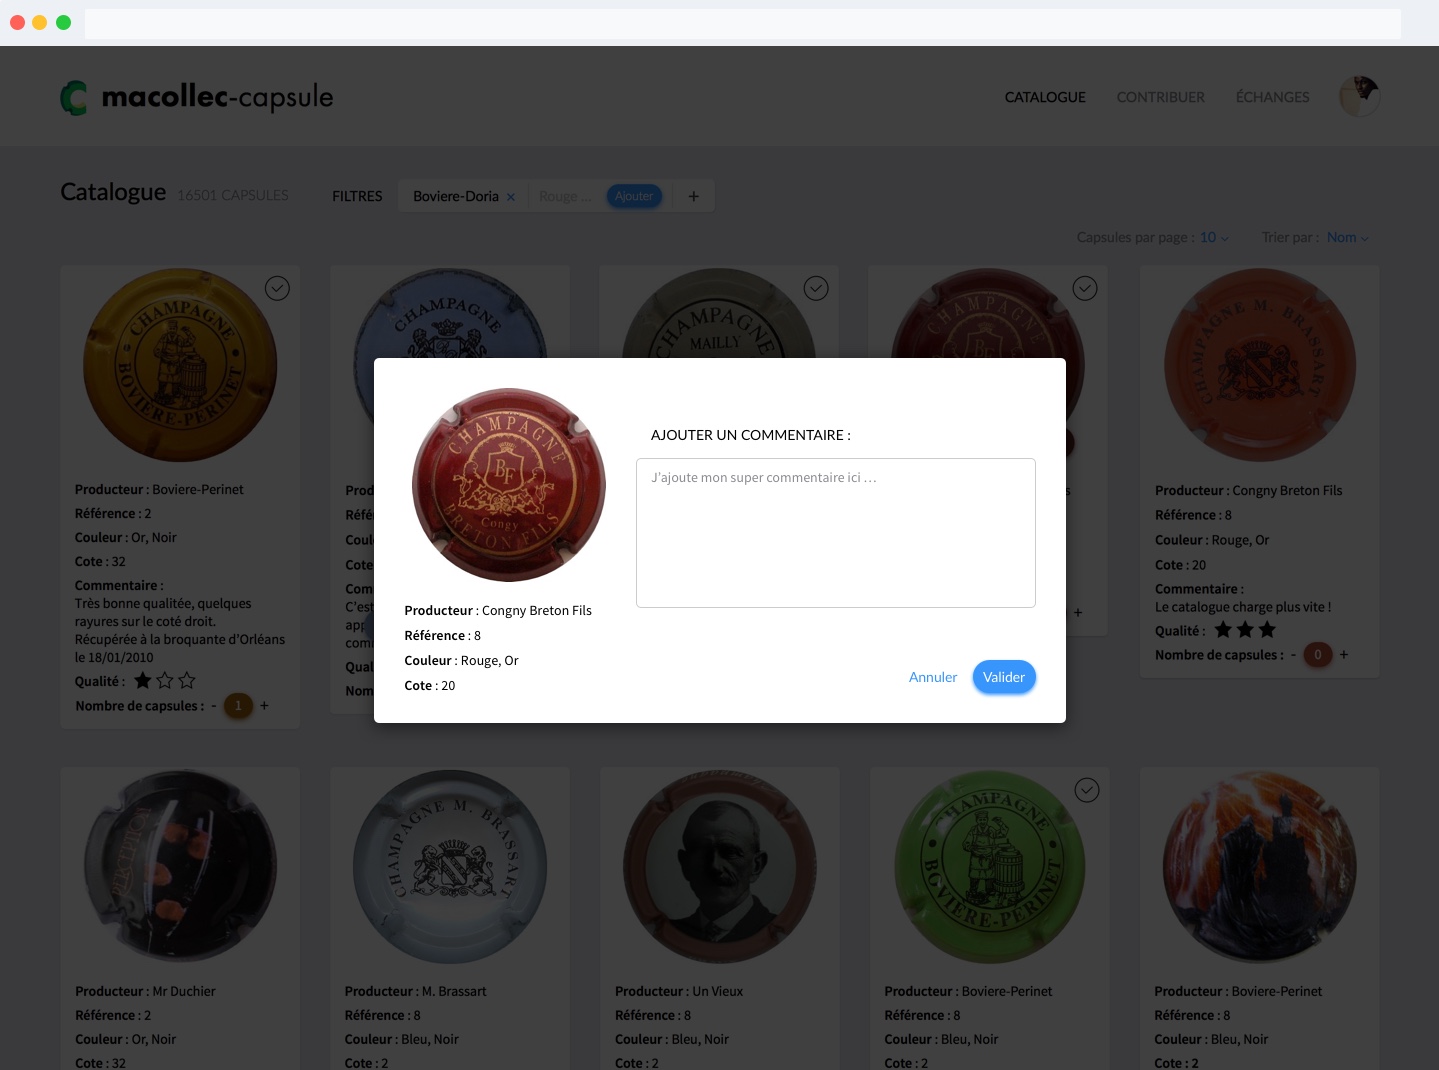 macollec-capsule
CATALOGUE
CONTRIBUER
ÉCHANGES
Catalogue
16501 CAPSULES
FILTRES
Boviere-Doria ×
Rouge ...
Ajouter
+
Capsules par page : 10
Trier par : Nom
CHAMPAGNE
BOVIERE-PERINET
CHAMPAGNE
CHAMPAGNE
MAILLY
CHAMPAGNE
BF
CHAMPAGNE M. BRASSART
Producteur : Boviere-Perinet
Référence : 2
Couleur : Or, Noir
Cote : 32
Commentaire :
Très bonne qualitée, quelques
rayures sur le coté droit.
Récupérée à la broquante d'Orléans
le 18/01/2010
Qualité :
Nombre de capsules : - 1 +
Prod
Référ
Coul
Cote
Com
C'est
app
com
Qual
Nom
CHAMPAGNE
BF
Congy
BRETON FILS
Producteur : Congny Breton Fils
Référence : 8
Couleur : Rouge, Or
Cote : 20
AJOUTER UN COMMENTAIRE :
J'ajoute mon super commentaire ici ...
Annuler
Valider
s
+
Producteur : Congny Breton Fils
Référence : 8
Couleur : Rouge, Or
Cote : 20
Commentaire :
Le catalogue charge plus vite !
Qualité :
Nombre de capsules : - 0 +
CHAMPAGNE M. BRASSART
CHAMPAGNE
BOVIERE-PERINET
Producteur : Mr Duchier
Référence : 2
Couleur : Or, Noir
Cote : 32
Producteur : M. Brassart
Référence : 8
Couleur : Bleu, Noir
Cote : 2
Producteur : Un Vieux
Référence : 8
Couleur : Bleu, Noir
Cote : 2
Producteur : Boviere-Perinet
Référence : 8
Couleur : Bleu, Noir
Cote : 2
Producteur : Boviere-Perinet
Référence : 8
Couleur : Bleu, Noir
Cote : 2